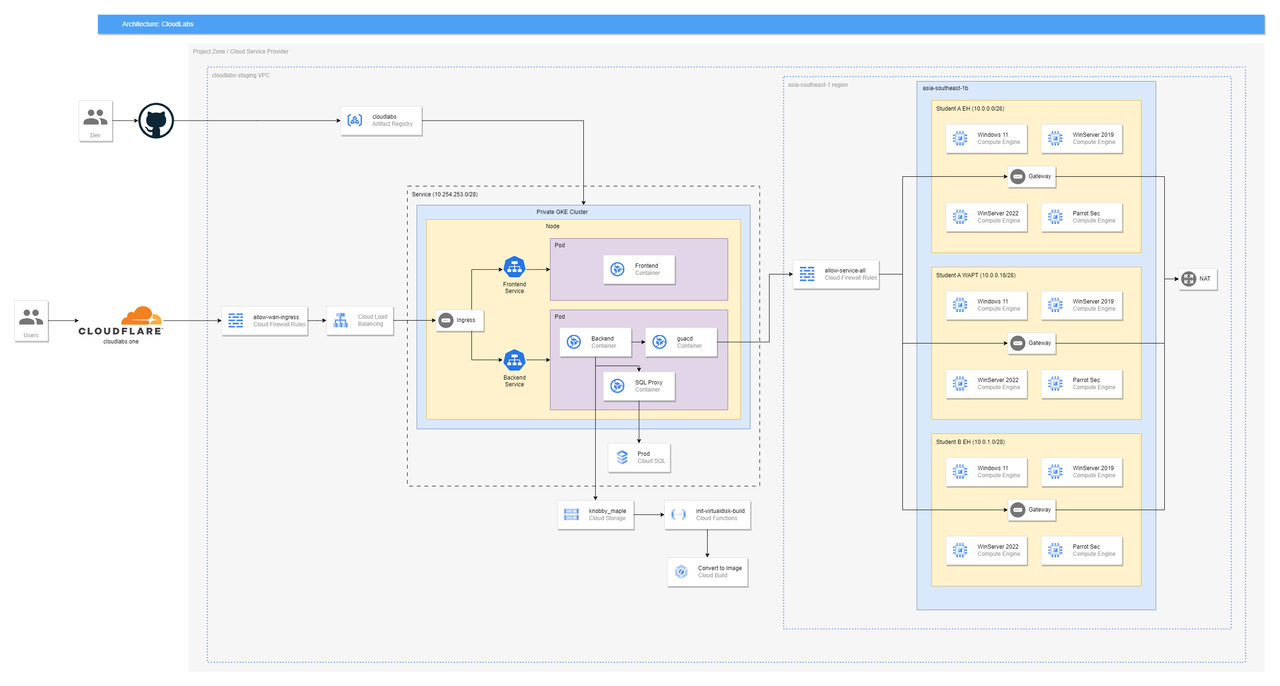 Architecture: CloudLabs
Project Zone / Cloud Service Provider
cloudlabs-staging VPC
Dev
cloudlabs
Artifact Registry
Users
CLOUDFLARE
cloudlabs.one
allow-wan-ingress
Cloud Firewall Rules
Cloud Load
Balancing
Service (10.254.253.0/28)
Private GKE Cluster
Node
Ingress
Frontend
Service
Backend
Service
Pod
Frontend
Container
Pod
Backend
Container
guacd
Container
SQL Proxy
Container
Prod
Cloud SQL
knobby_maple
Cloud Storage
init-virtualdisk-build
Cloud Functions
Convert to Image
Cloud Build
asia-southeast-1 region
allow-service-all
Cloud Firewall Rules
asia-southeast-1b
Student A EH (10.0.0.0/28)
Windows 11
Compute Engine
WinServer 2019
Compute Engine
Gateway
WinServer 2022
Compute Engine
Parrot Sec
Compute Engine
Student A WAPT (10.0.0.16/28)
Windows 11
Compute Engine
WinServer 2019
Compute Engine
Gateway
WinServer 2022
Compute Engine
Parrot Sec
Compute Engine
Student B EH (10.0.1.0/28)
Windows 11
Compute Engine
WinServer 2019
Compute Engine
Gateway
WinServer 2022
Compute Engine
Parrot Sec
Compute Engine
NAT